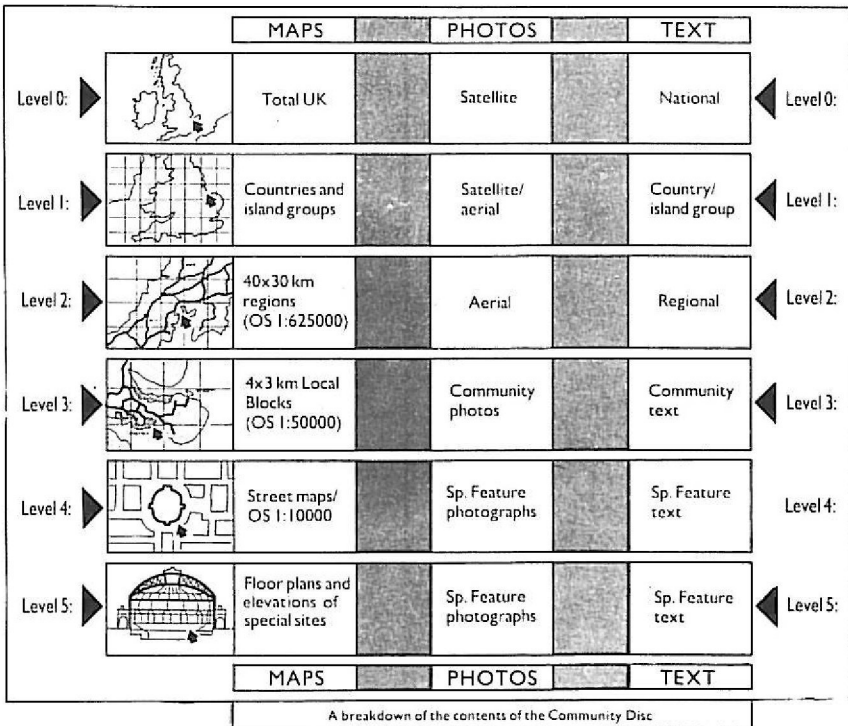 MAPS PHOTOS TEXT
Level 0: Total UK Satellite National Level 0:
Level 1: Countries and island groups Satellite/ aerial Country/ island group Level 1:
Level 2: 40x30 km regions (OS 1:625000) Aerial Regional Level 2:
Level 3: 4x3 km Local Blocks (OS 1:50000) Community photos Community text Level 3:
Level 4: Street maps/ OS 1:10000 Sp. Feature photographs Sp. Feature text Level 4:
Level 5: Floor plans and elevations of special sites Sp. Feature photographs Sp. Feature text Level 5:
MAPS PHOTOS TEXT
A breakdown of the contents of the Community Disc